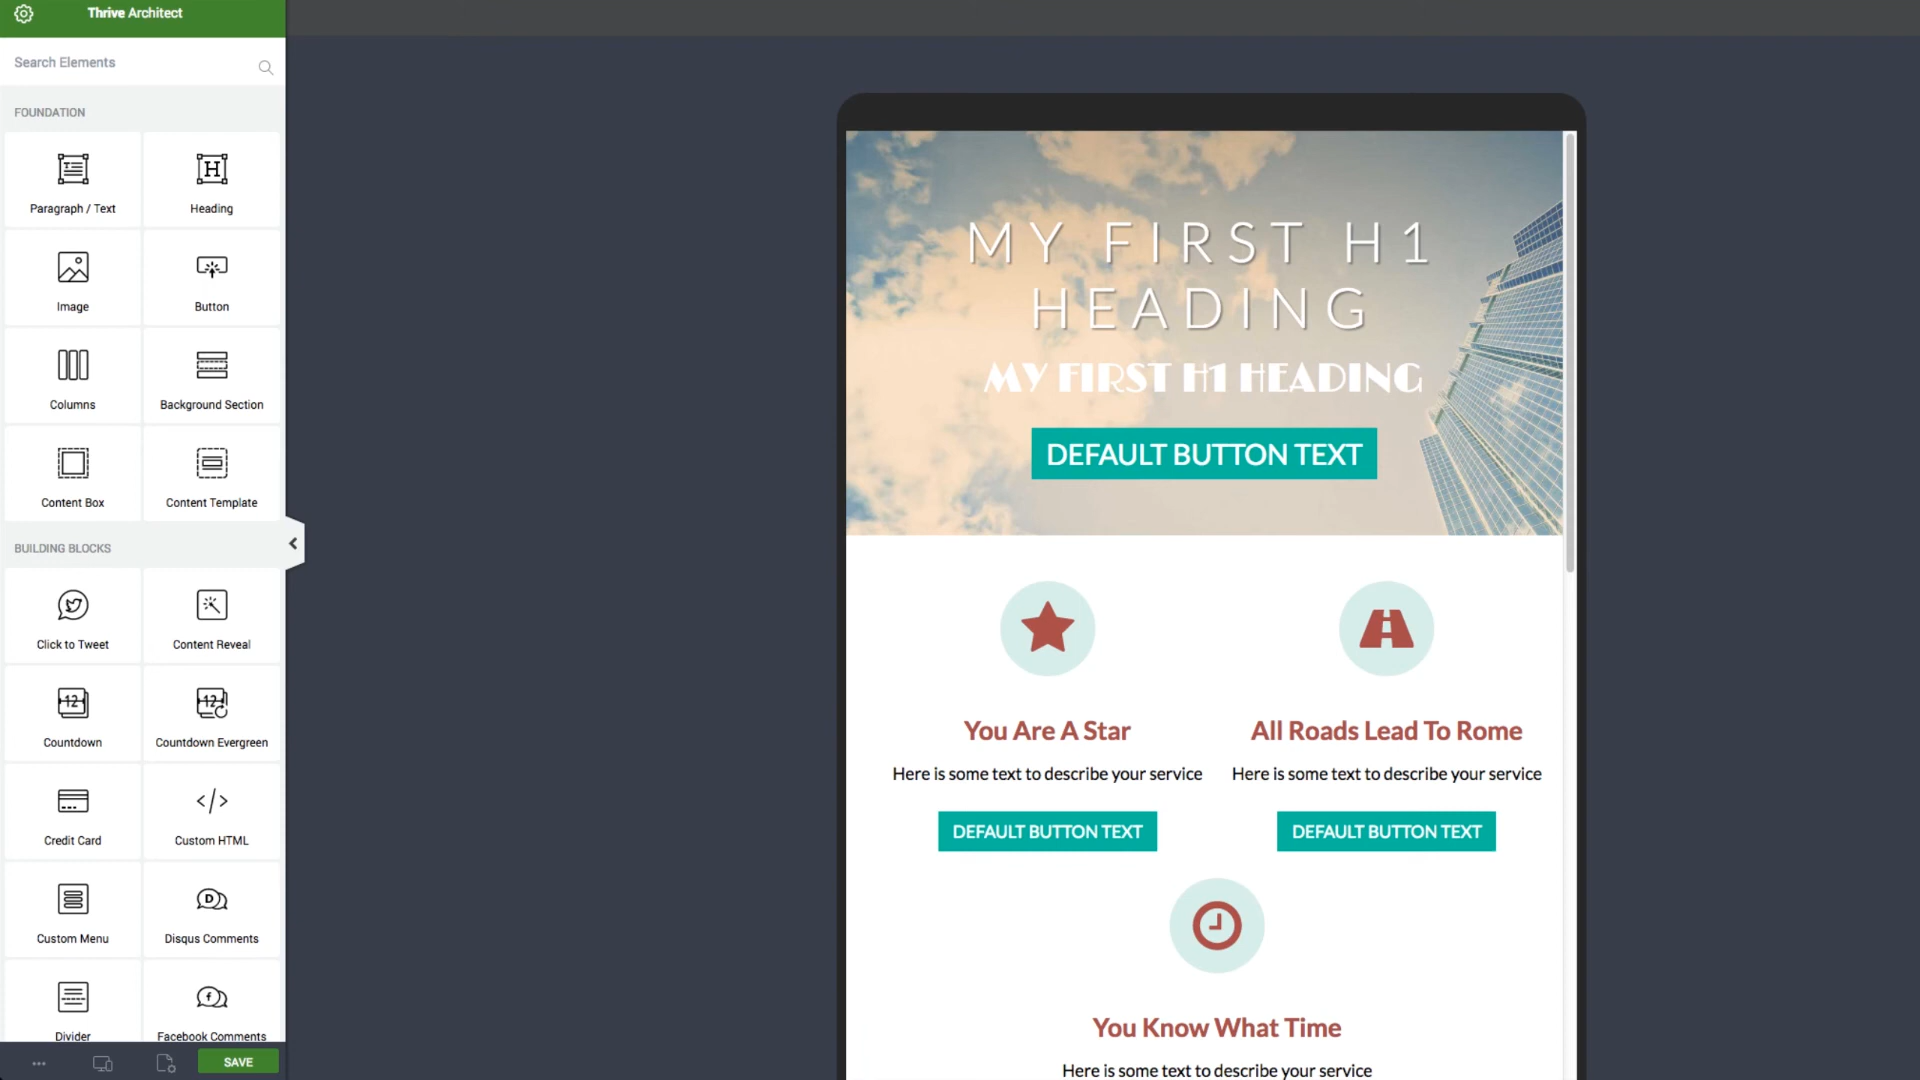 Thrive Architect
Search Elements
FOUNDATION
Paragraph / Text
Heading
Image
Button
Columns
Background Section
Content Box
Content Template
BUILDING BLOCKS
Click to Tweet
Content Reveal
12
Countdown
12
Countdown Evergreen
Credit Card
Custom HTML
Custom Menu
Disqus Comments
Divider
Facebook Comments
SAVE
MY FIRST H1
HEADING
MY FIRST H1 HEADING
DEFAULT BUTTON TEXT
You Are A Star
All Roads Lead To Rome
Here is some text to describe your service
Here is some text to describe your service
DEFAULT BUTTON TEXT
DEFAULT BUTTON TEXT
You Know What Time
Here is some text to describe your service